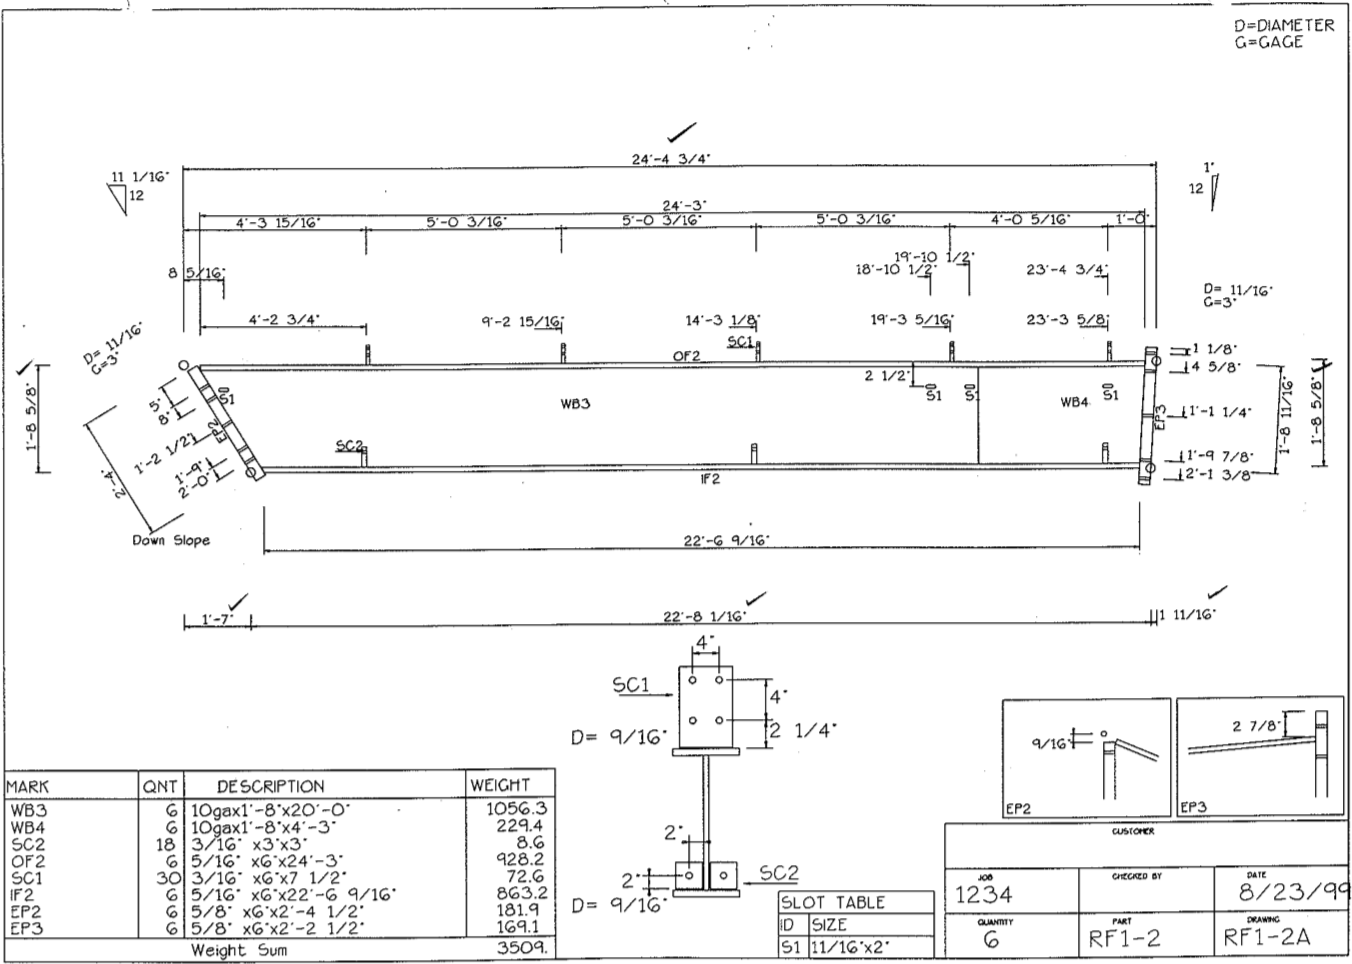 D=DIAMETER
G=GAGE
24'-4 3/4"
11 1/16"
12
1"
12
24'-3"
4'-3 15/16" 5'-0 3/16" 5'-0 3/16" 5'-0 3/16" 4'-0 5/16" 1'-0"
8 5/16" 18'-10 1/2" 19'-10 1/2" 23'-4 3/4"
D= 11/16"
G=3"
4'-2 3/4" 9'-2 15/16" 14'-3 1/8" 19'-3 5/16" 23'-3 5/8"
D= 11/16"
G=3"
SC1
OF2
1 1/8"
4 5/8"
2 1/2"
S1
S1
S1
S1
WB3
WB4
5"
8"
1'-2 1/2"
1'-9"
2'-0"
2'-4"
1'-8 5/8"
EP2
EP3
1'-1 1/4"
1'-9 7/8"
2'-1 3/8"
1'-8 11/16"
1'-8 5/8"
SC2
IF2
Down Slope
22'-6 9/16"
1'-7" 22'-8 1/16" 1 11/16"
4"
SC1
4"
D= 9/16"
2 1/4"
2"
2"
SC2
D= 9/16"
9/16"
EP2
2 7/8"
EP3
MARK QNT DESCRIPTION WEIGHT
WB3 6 10gax1'-8"x20'-0" 1056.3
WB4 6 10gax1'-8"x4'-3" 229.4
SC2 18 3/16" x3"x3" 8.6
OF2 6 5/16" x6"x24'-3" 928.2
SC1 30 3/16" x6"x7 1/2" 72.6
IF2 6 5/16" x6"x22'-6 9/16" 863.2
EP2 6 5/8" x6"x2'-4 1/2" 181.9
EP3 6 5/8" x6"x2'-2 1/2" 169.1
Weight Sum 3509.
SLOT TABLE
ID SIZE
S1 11/16"x2"
CUSTOMER
JOB CHECKED BY DATE
1234 8/23/99
QUANTITY PART DRAWING
6 RF1-2 RF1-2A